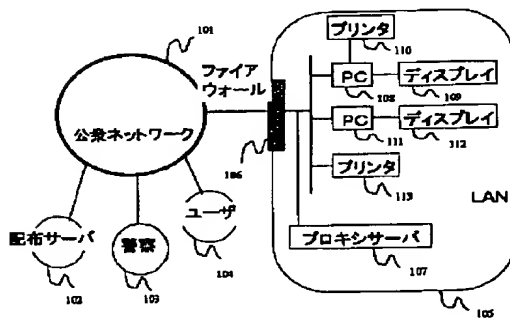 101
公衆ネットワーク
ファイア
ウォール
106
配布サーバ
102
警察
103
ユーザ
104
プリンタ
110
PC
108
ディスプレイ
109
PC
111
ディスプレイ
112
プリンタ
113
LAN
プロキシサーバ
107
105